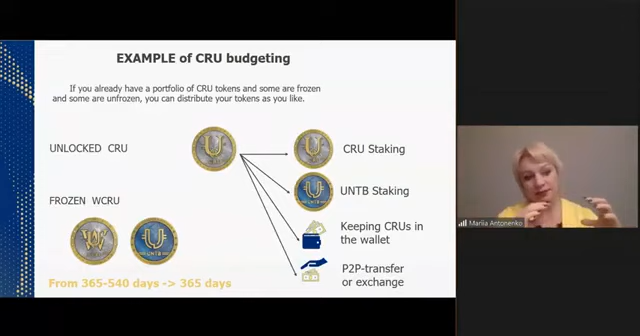 EXAMPLE of CRU budgeting
If you already have a portfolio of CRU tokens and some are frozen
and some are unfrozen, you can distribute your tokens as you like.
UNLOCKED CRU
CRU Staking
UNTB Staking
FROZEN WCRU
Keeping CRUs in
the wallet
UNTB
P2P-transfer
or exchange
From 365-540 days -> 365 days
Mariia Antonenko